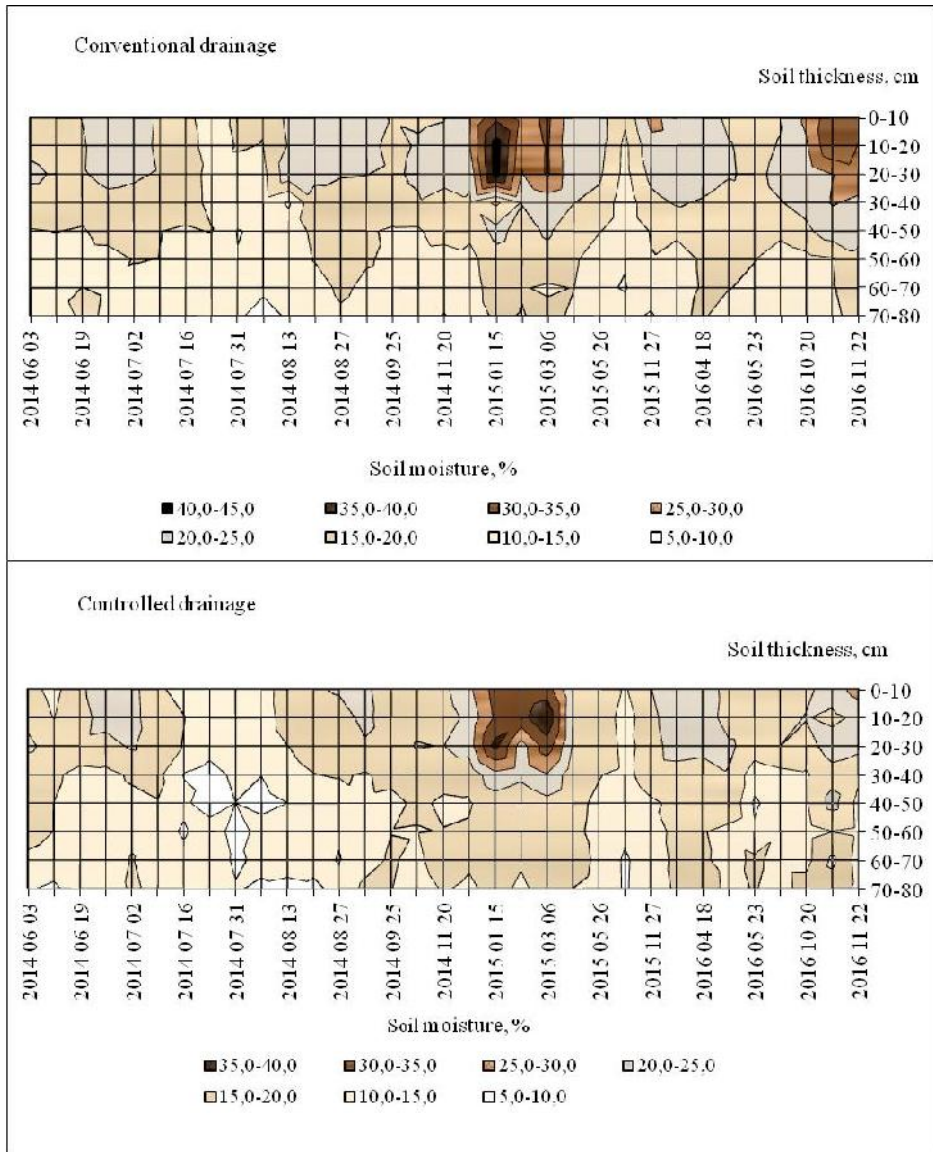 Conventional drainage
Soil thickness, cm
0-10
10-20
20-30
30-40
40-50
50-60
60-70
70-80
2014 06 03
2014 06 19
2014 07 02
2014 07 16
2014 07 31
2014 08 13
2014 08 27
2014 09 25
2014 11 20
2015 01 15
2015 03 06
2015 05 26
2015 11 27
2016 04 18
2016 05 23
2016 10 20
2016 11 22
Soil moisture, %
40,0-45,0 35,0-40,0 30,0-35,0 25,0-30,0
20,0-25,0 15,0-20,0 10,0-15,0 5,0-10,0
Controlled drainage
Soil thickness, cm
0-10
10-20
20-30
30-40
40-50
50-60
60-70
70-80
2014 06 03
2014 06 19
2014 07 02
2014 07 16
2014 07 31
2014 08 13
2014 08 27
2014 09 25
2014 11 20
2015 01 15
2015 03 06
2015 05 26
2015 11 27
2016 04 18
2016 05 23
2016 10 20
2016 11 22
Soil moisture, %
35,0-40,0 30,0-35,0 25,0-30,0 20,0-25,0
15,0-20,0 10,0-15,0 5,0-10,0